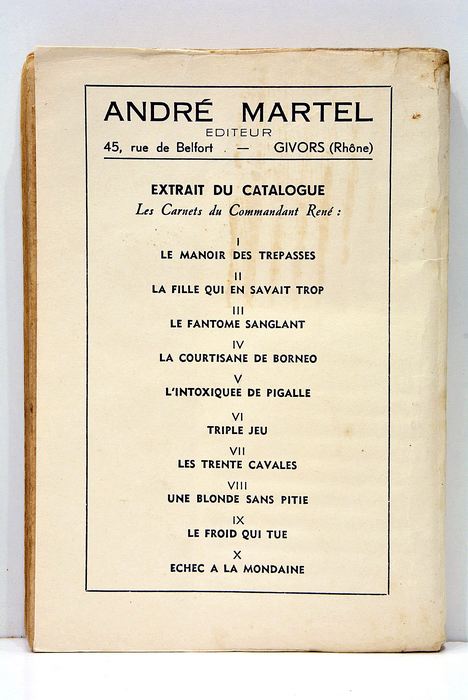 ANDRÉ MARTEL
EDITEUR
45, rue de Belfort — GIVORS (Rhône)
EXTRAIT DU CATALOGUE
Les Carnets du Commandant René :
I
LE MANOIR DES TREPASSES
II
LA FILLE QUI EN SAVAIT TROP
III
LE FANTOME SANGLANT
IV
LA COURTISANE DE BORNEO
V
L'INTOXIQUEE DE PIGALLE
VI
TRIPLE JEU
VII
LES TRENTE CAVALES
VIII
UNE BLONDE SANS PITIE
IX
LE FROID QUI TUE
X
ECHEC A LA MONDAINE